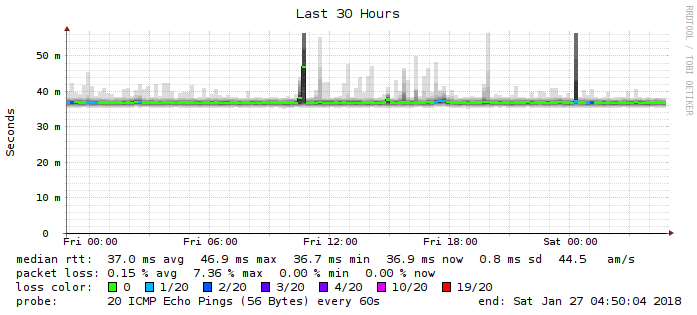 Last 30 Hours
RRDTOOL / TOBI OETIKER
Seconds
50 m
40 m
30 m
20 m
10 m
0
Fri 00:00 Fri 06:00 Fri 12:00 Fri 18:00 Sat 00:00
median rtt: 37.0 ms avg 46.9 ms max 36.7 ms min 36.9 ms now 0.8 ms sd 44.5 am/s
packet loss: 0.15 % avg 7.36 % max 0.00 % min 0.00 % now
loss color: 0 1/20 2/20 3/20 4/20 10/20 19/20
probe: 20 ICMP Echo Pings (56 Bytes) every 60s end: Sat Jan 27 04:50:04 2018